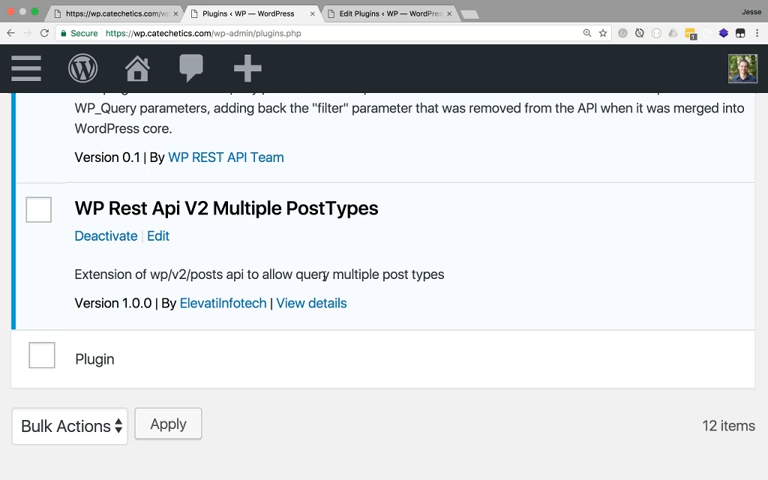 https://wp.catechetics.com/w
Plugins ‹ WP — WordPress
Edit Plugins ‹ WP — WordPres
Jesse
Secure https://wp.catechetics.com/wp-admin/plugins.php
WP_Query parameters, adding back the "filter" parameter that was removed from the API when it was merged into
WordPress core.
Version 0.1 | By WP REST API Team
WP Rest Api V2 Multiple PostTypes
Deactivate | Edit
Extension of wp/v2/posts api to allow query multiple post types
Version 1.0.0 | By ElevatiInfotech | View details
Plugin
Bulk Actions
Apply
12 items